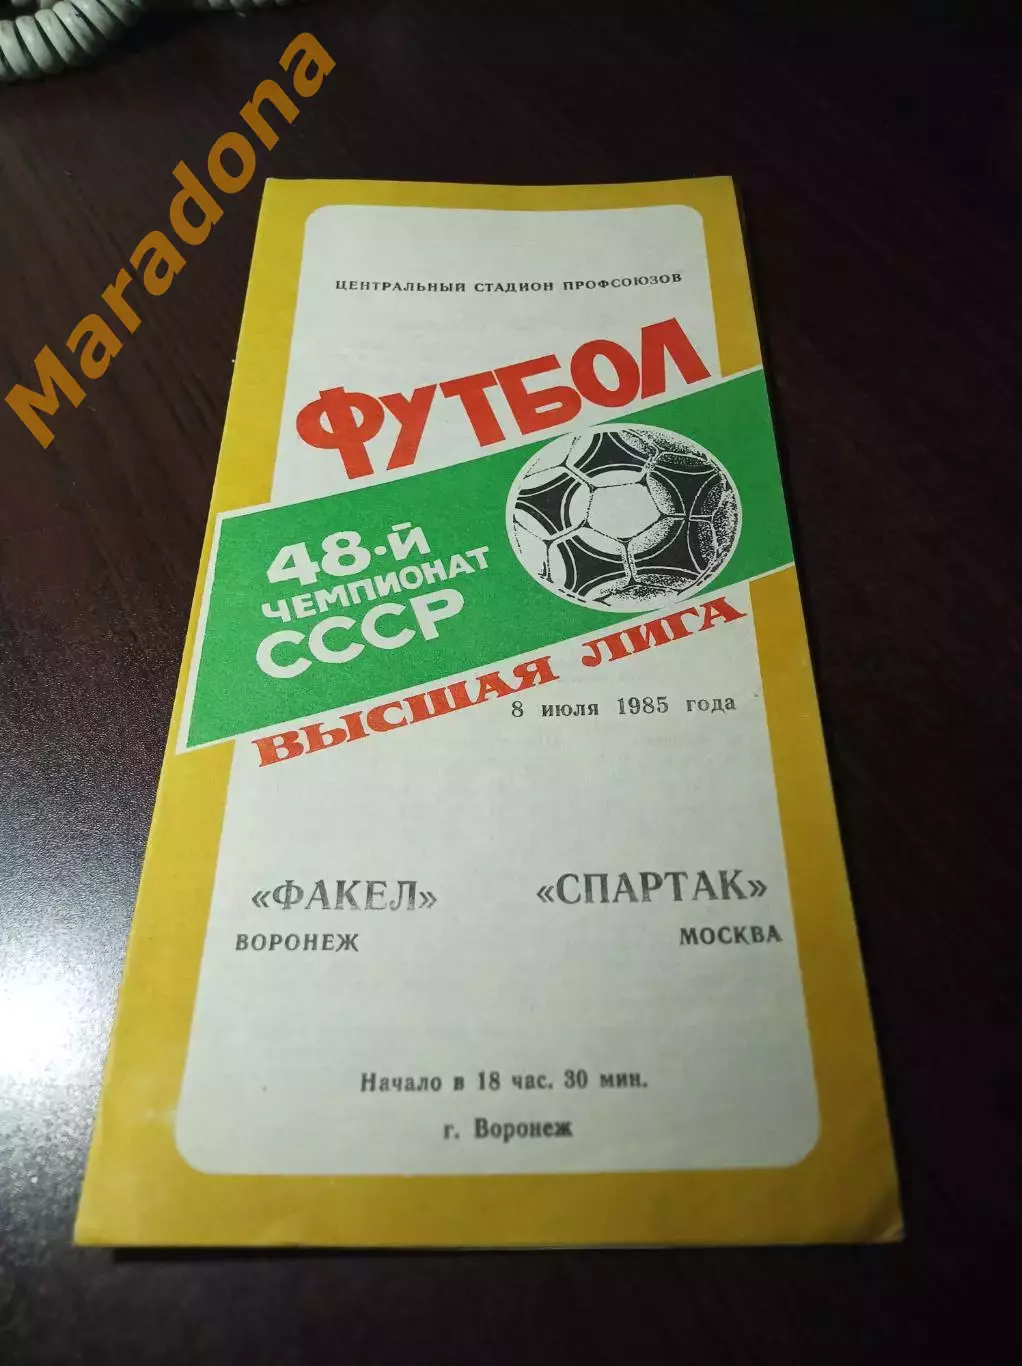 Maradona
ЦЕНТРАЛЬНЫЙ СТАДИОН ПРОФСОЮЗОВ
ФУТБОЛ
48-й
ЧЕМПИОНАТ
СССР
ВЫСШАЯ ЛИГА
8 июля 1985 года
«ФАКЕЛ» «СПАРТАК»
ВОРОНЕЖ МОСКВА
Начало в 18 час. 30 мин.
г. Воронеж